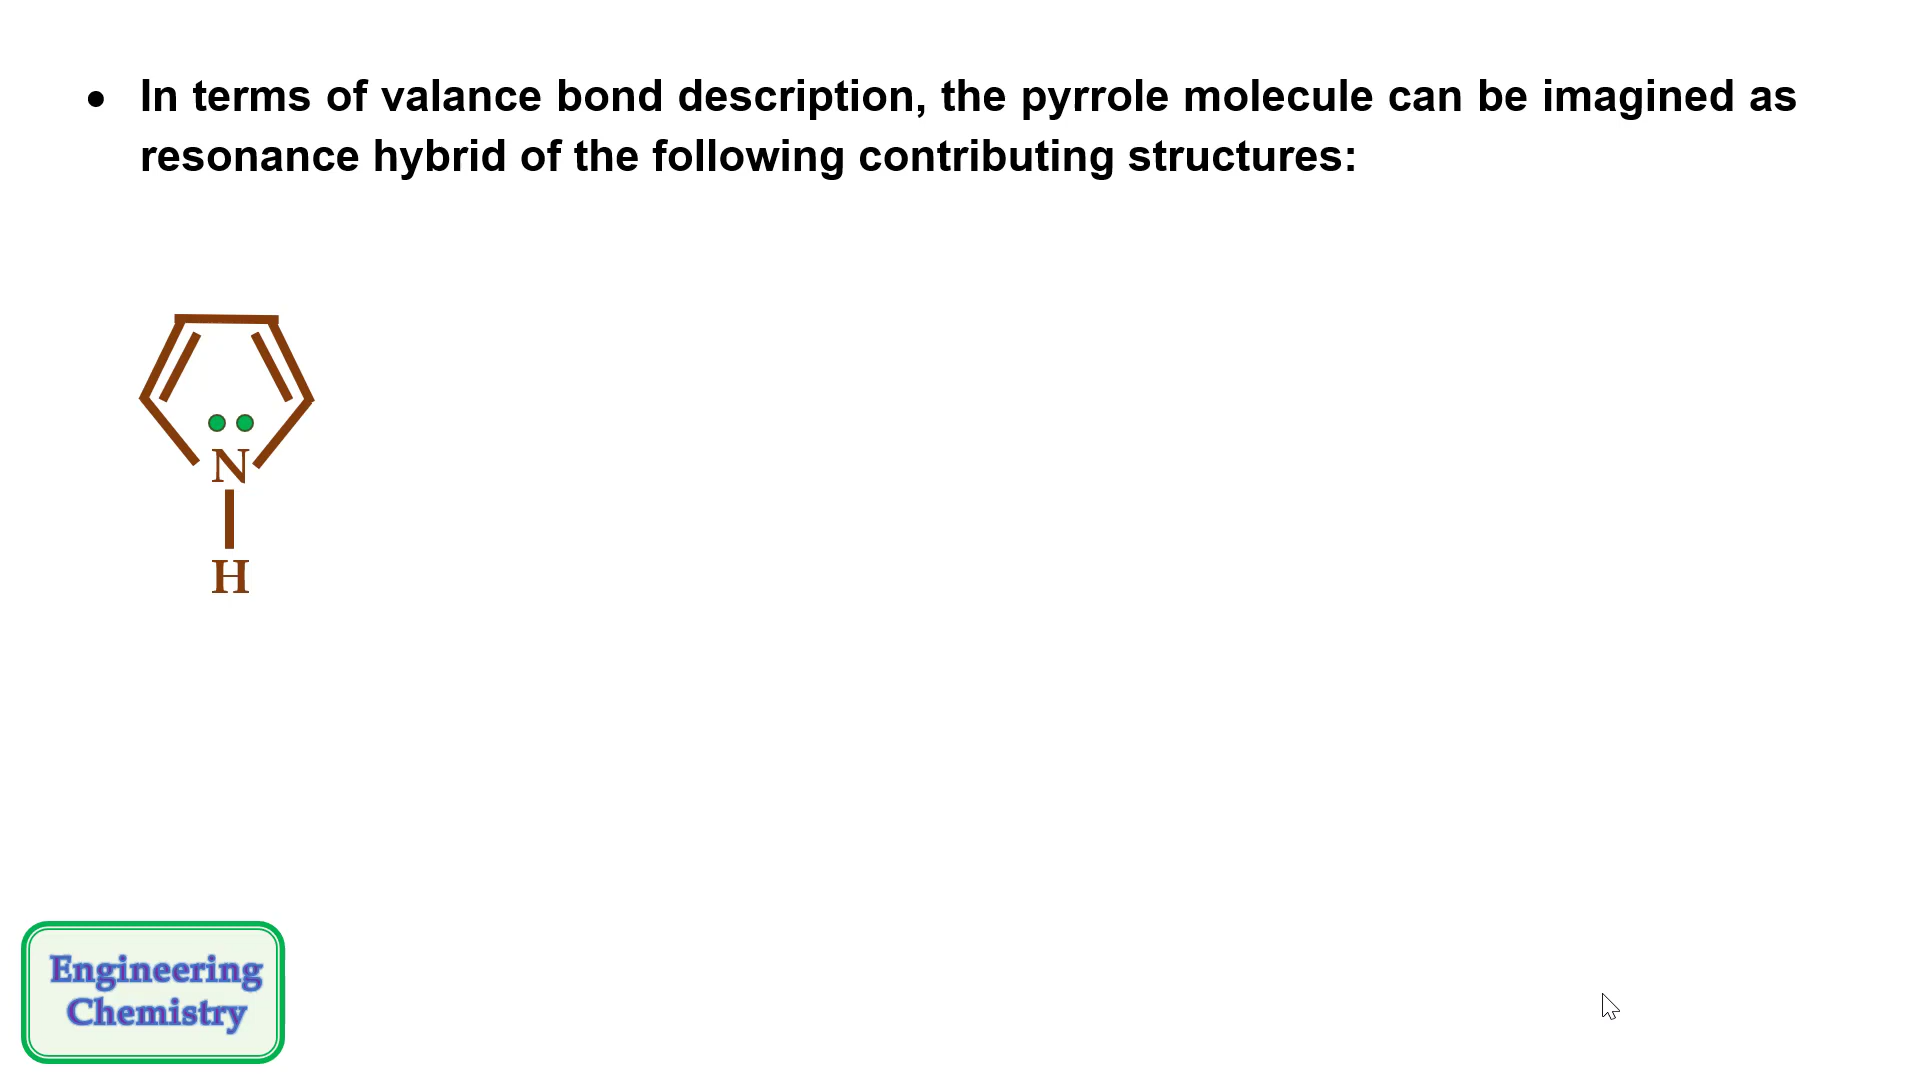 • In terms of valance bond description, the pyrrole molecule can be imagined as
resonance hybrid of the following contributing structures:
N
H
Engineering
Chemistry